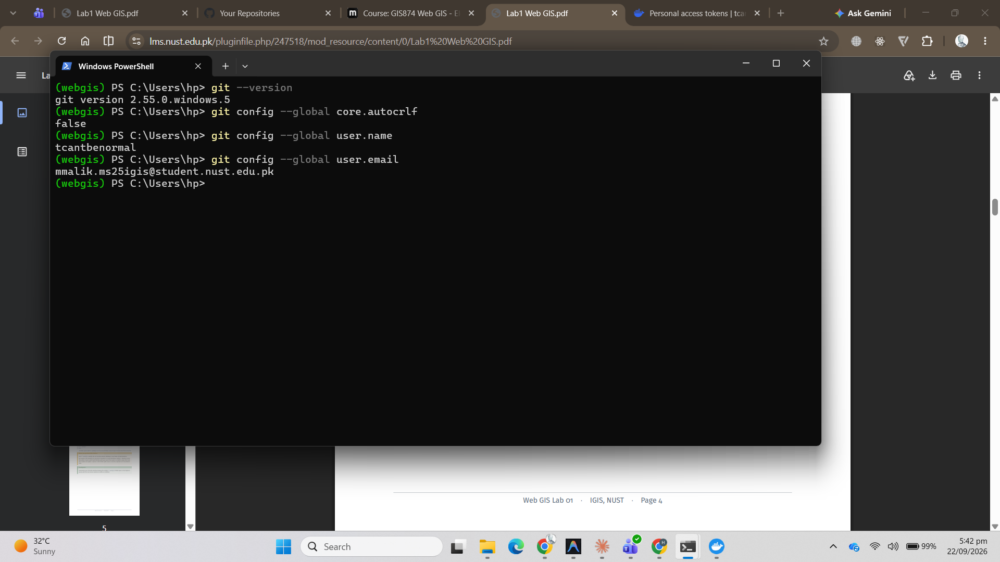 Lab1 Web GIS.pdf
Your Repositories
Course: GIS874 Web GIS - El
Lab1 Web GIS.pdf
Personal access tokens | tca
Ask Gemini
lms.nust.edu.pk/pluginfile.php/247518/mod_resource/content/0/Lab1%20Web%20GIS.pdf
La
Windows PowerShell
(webgis) PS C:\Users\hp> git --version
git version 2.55.0.windows.5
(webgis) PS C:\Users\hp> git config --global core.autocrlf
false
(webgis) PS C:\Users\hp> git config --global user.name
tcantbenormal
(webgis) PS C:\Users\hp> git config --global user.email
mmalik.ms25igis@student.nust.edu.pk
(webgis) PS C:\Users\hp>
Web GIS Lab 01 · IGIS, NUST · Page 4
5
32°C
Sunny
Search
99%
5:42 pm
22/09/2026